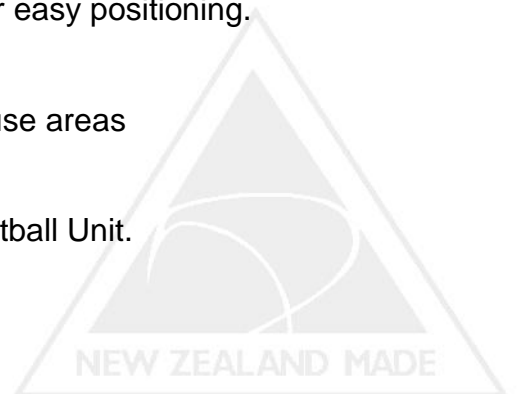 easy positioning.
use areas
tball Unit.
NEW ZEALAND MADE